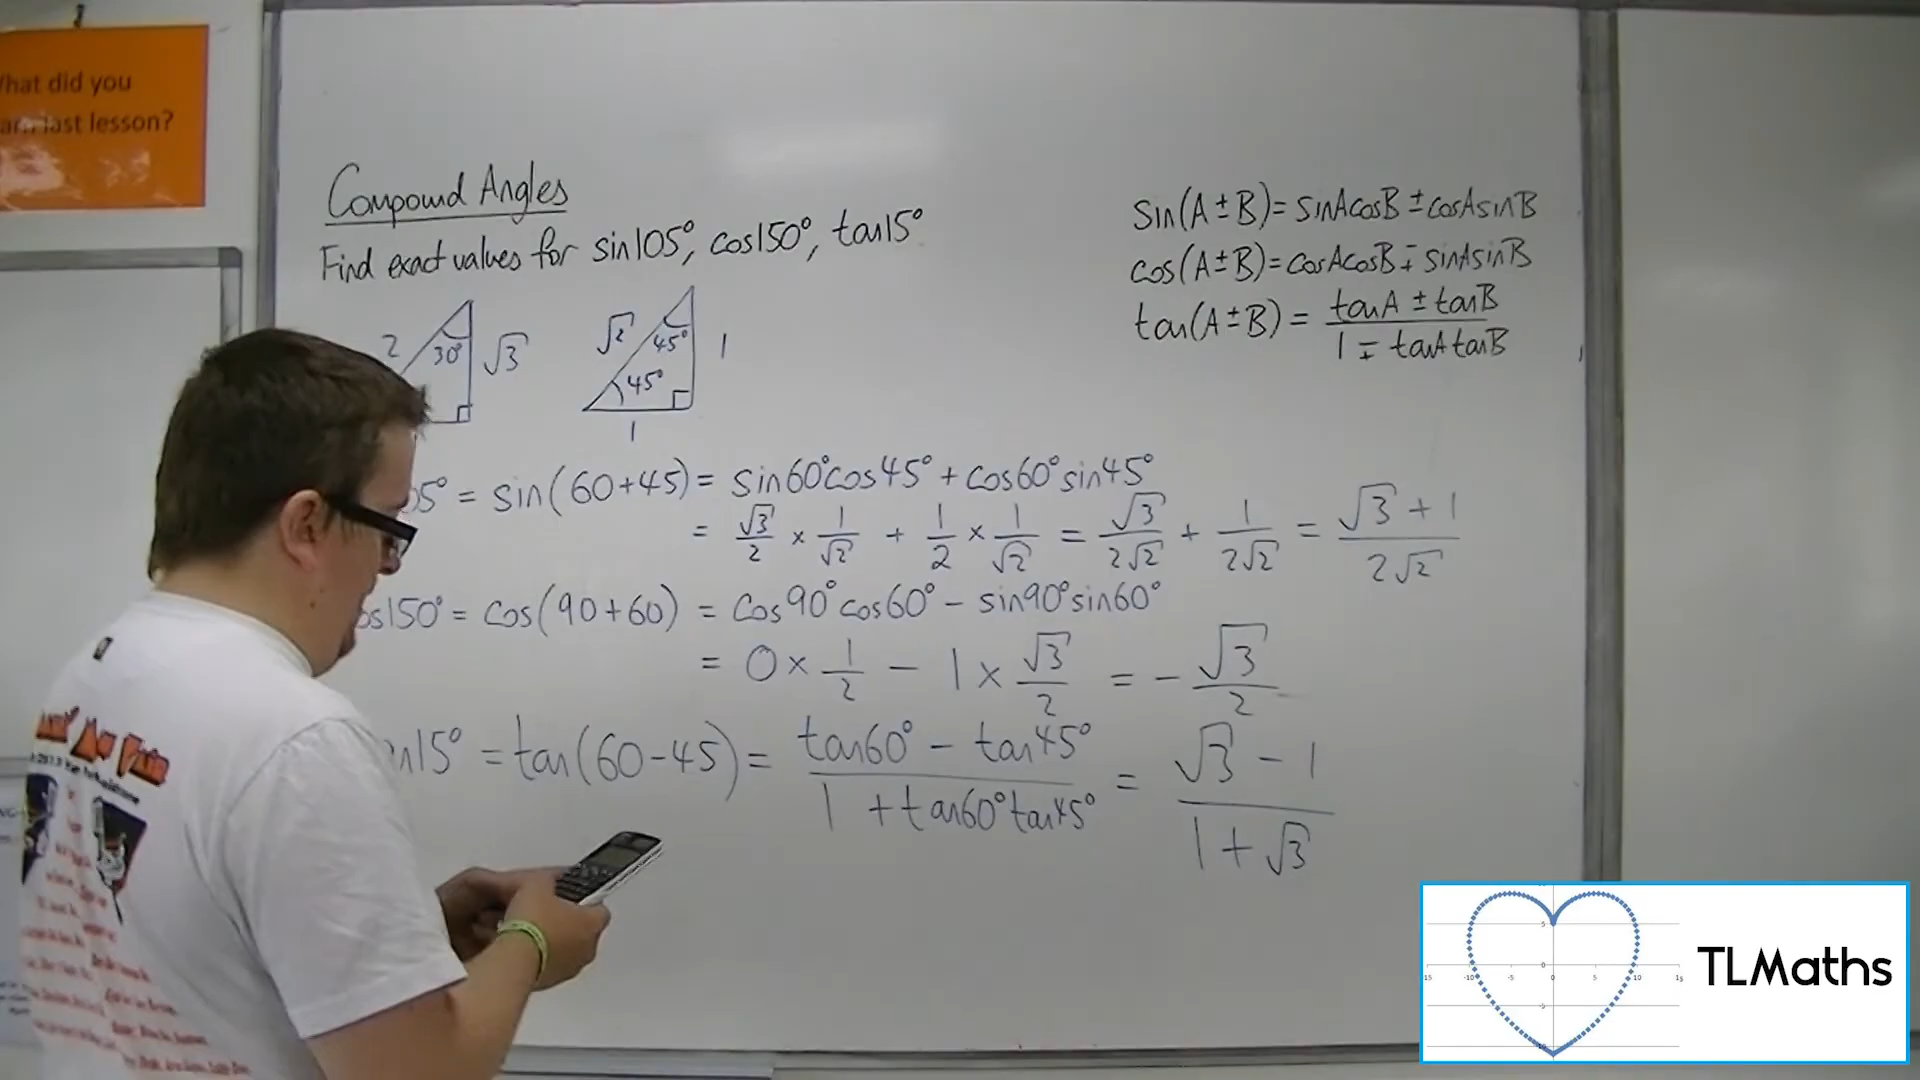 hat did you
last lesson?
Compound Angles
Find exact values for sin105°, cos150°, tan15°
sin(A±B)=sinAcosB±cosAsinB
cos(A±B)=cosAcosB∓sinAsinB
tan(A±B)= (tanA±tanB)/(1∓tanAtanB)
2 30° √3
√2 45° 1
45°
1
05° = sin(60+45) = sin60°cos45° + cos60°sin45°
= √3/2 × 1/√2 + 1/2 × 1/√2 = √3/2√2 + 1/2√2 = (√3+1)/2√2
os150° = cos(90+60) = cos90°cos60° - sin90°sin60°
= 0 × 1/2 - 1 × √3/2 = -√3/2
n15° = tan(60-45) = (tan60° - tan45°)/(1 + tan60°tan45°) = (√3 - 1)/(1 + √3)
TLMaths